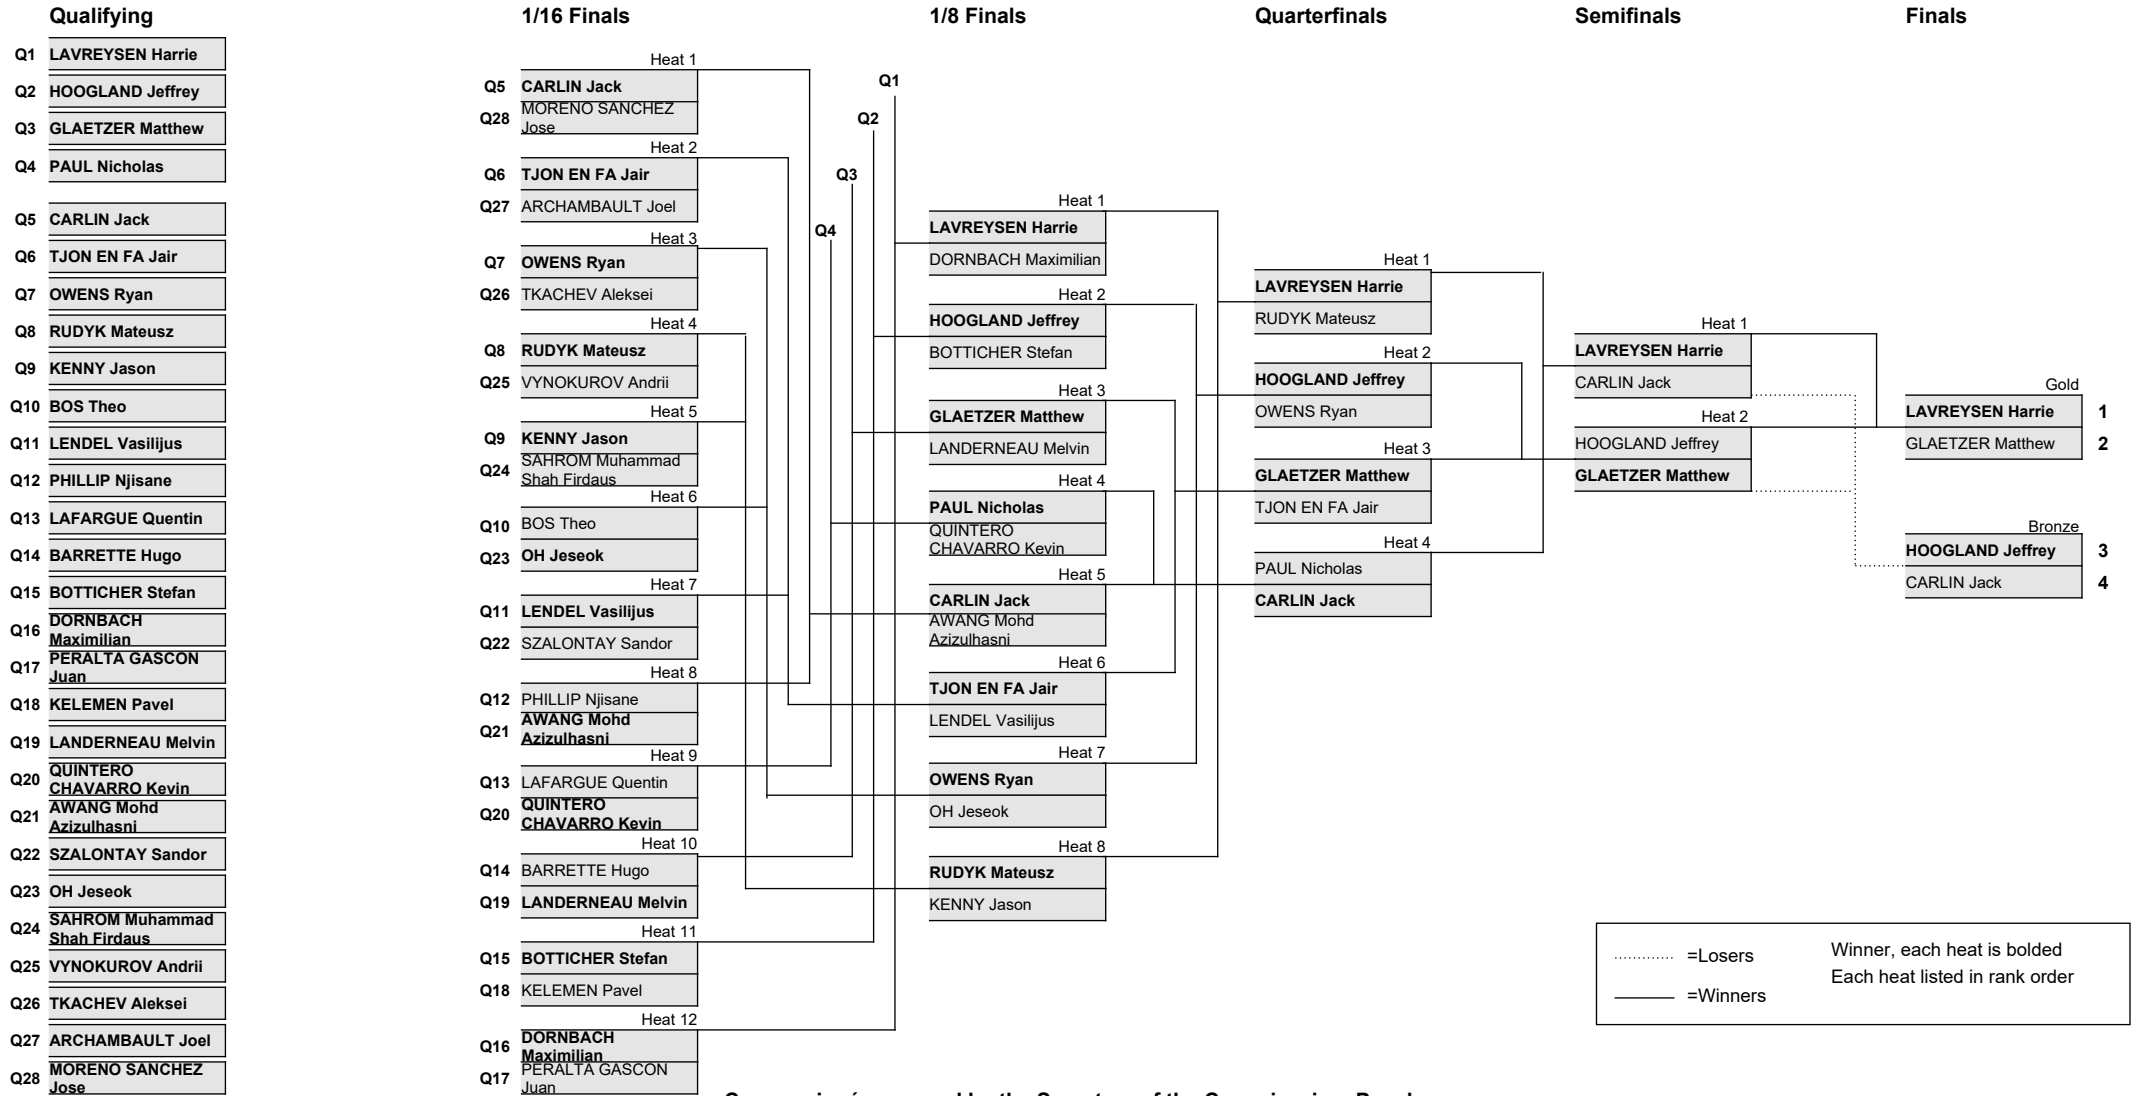 Qualifying
1/16 Finals
1/8 Finals
Quarterfinals
Semifinals
Finals
Q1 LAVREYSEN Harrie
Q2 HOOGLAND Jeffrey
Q3 GLAETZER Matthew
Q4 PAUL Nicholas
Q5 CARLIN Jack
Q6 TJON EN FA Jair
Q7 OWENS Ryan
Q8 RUDYK Mateusz
Q9 KENNY Jason
Q10 BOS Theo
Q11 LENDEL Vasilijus
Q12 PHILLIP Njisane
Q13 LAFARGUE Quentin
Q14 BARRETTE Hugo
Q15 BOTTICHER Stefan
Q16 DORNBACH
Maximilian
Q17 PERALTA GASCON
Juan
Q18 KELEMEN Pavel
Q19 LANDERNEAU Melvin
Q20 QUINTERO
CHAVARRO Kevin
Q21 AWANG Mohd
Azizulhasni
Q22 SZALONTAY Sandor
Q23 OH Jeseok
Q24 SAHROM Muhammad
Shah Firdaus
Q25 VYNOKUROV Andrii
Q26 TKACHEV Aleksei
Q27 ARCHAMBAULT Joel
Q28 MORENO SANCHEZ
Jose
Heat 1
Q5 CARLIN Jack
Q28 MORENO SANCHEZ
Jose
Heat 2
Q6 TJON EN FA Jair
Q27 ARCHAMBAULT Joel
Heat 3
Q7 OWENS Ryan
Q26 TKACHEV Aleksei
Heat 4
Q8 RUDYK Mateusz
Q25 VYNOKUROV Andrii
Heat 5
Q9 KENNY Jason
Q24 SAHROM Muhammad
Shah Firdaus
Heat 6
Q10 BOS Theo
Q23 OH Jeseok
Heat 7
Q11 LENDEL Vasilijus
Q22 SZALONTAY Sandor
Heat 8
Q12 PHILLIP Njisane
Q21 AWANG Mohd
Azizulhasni
Heat 9
Q13 LAFARGUE Quentin
Q20 QUINTERO
CHAVARRO Kevin
Heat 10
Q14 BARRETTE Hugo
Q19 LANDERNEAU Melvin
Heat 11
Q15 BOTTICHER Stefan
Q18 KELEMEN Pavel
Heat 12
Q16 DORNBACH
Maximilian
Q17 PERALTA GASCON
Juan
Q1
Q2
Q3
Q4
Heat 1
LAVREYSEN Harrie
DORNBACH Maximilian
Heat 2
HOOGLAND Jeffrey
BOTTICHER Stefan
Heat 3
GLAETZER Matthew
LANDERNEAU Melvin
Heat 4
PAUL Nicholas
QUINTERO
CHAVARRO Kevin
Heat 5
CARLIN Jack
AWANG Mohd
Azizulhasni
Heat 6
TJON EN FA Jair
LENDEL Vasilijus
Heat 7
OWENS Ryan
OH Jeseok
Heat 8
RUDYK Mateusz
KENNY Jason
Heat 1
LAVREYSEN Harrie
RUDYK Mateusz
Heat 2
HOOGLAND Jeffrey
OWENS Ryan
Heat 3
GLAETZER Matthew
TJON EN FA Jair
Heat 4
PAUL Nicholas
CARLIN Jack
Heat 1
LAVREYSEN Harrie
CARLIN Jack
Heat 2
HOOGLAND Jeffrey
GLAETZER Matthew
Gold
LAVREYSEN Harrie 1
GLAETZER Matthew 2
Bronze
HOOGLAND Jeffrey 3
CARLIN Jack 4
=Losers
=Winners
Winner, each heat is bolded
Each heat listed in rank order